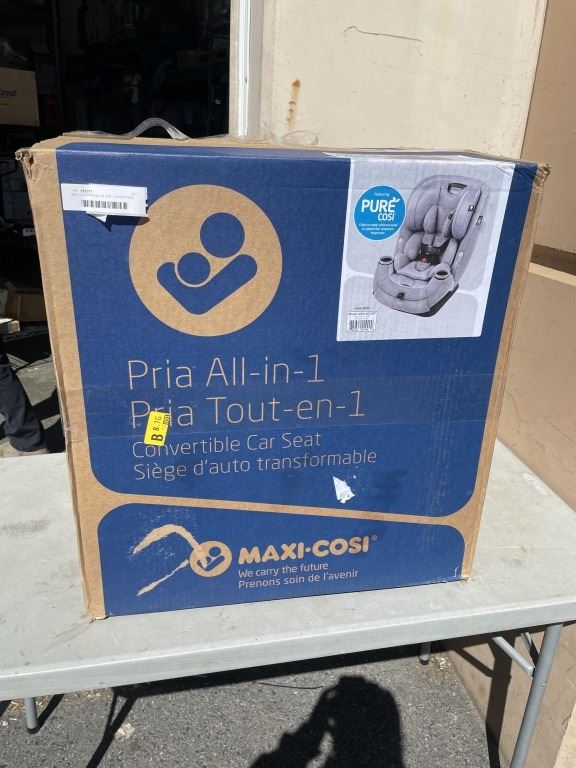 Featuring
PURE
COSI
Pria All-in-1
Pria Tout-en-1
B
Convertible Car Seat
Siège d'auto transformable
MAXI-COSI®
We carry the future
Prenons soin de l'avenir